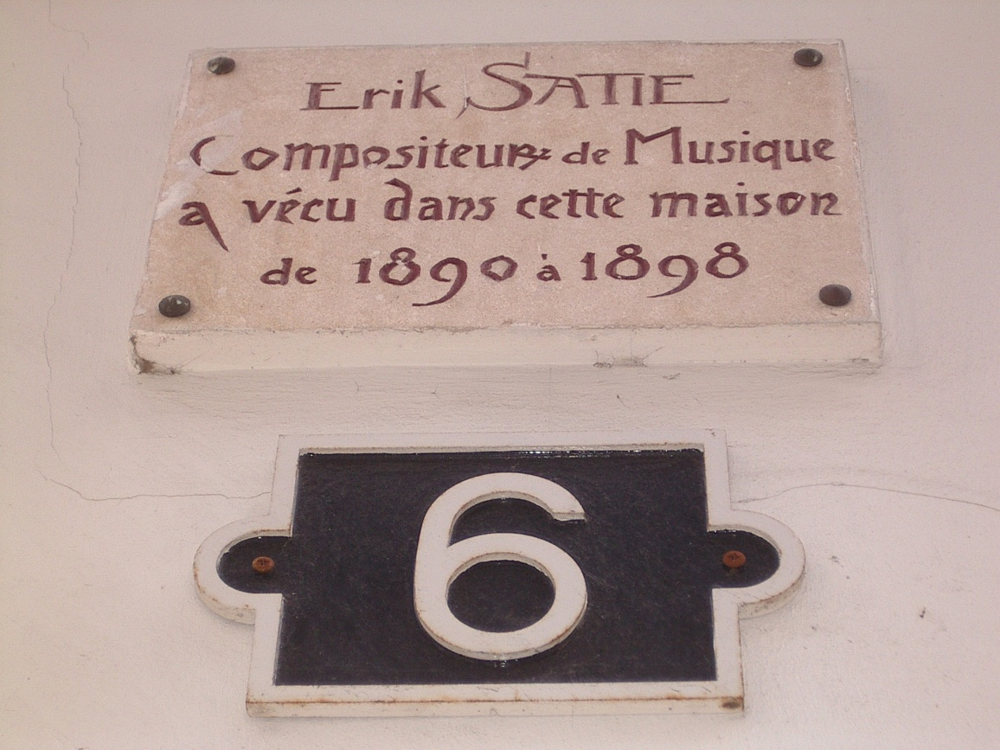 Erik SATIE
Compositeur de Musique
a vécu dans cette maison
de 1890 à 1898
6